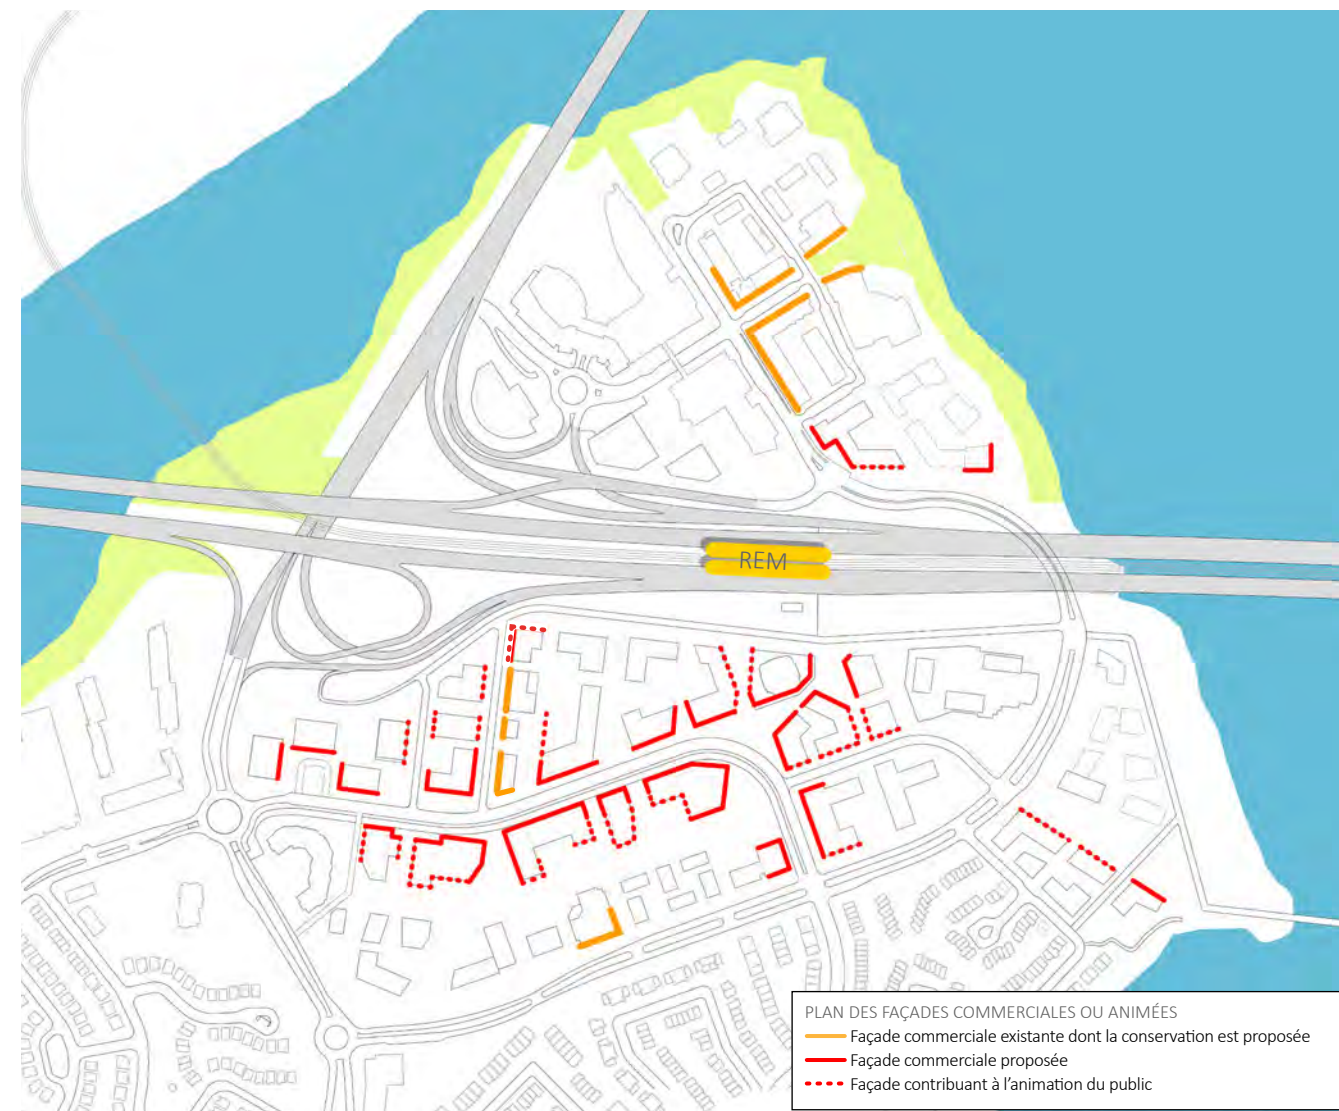 REM
PLAN DES FAÇADES COMMERCIALES OU ANIMÉES
Façade commerciale existante dont la conservation est proposée
Façade commerciale proposée
Façade contribuant à l'animation du public